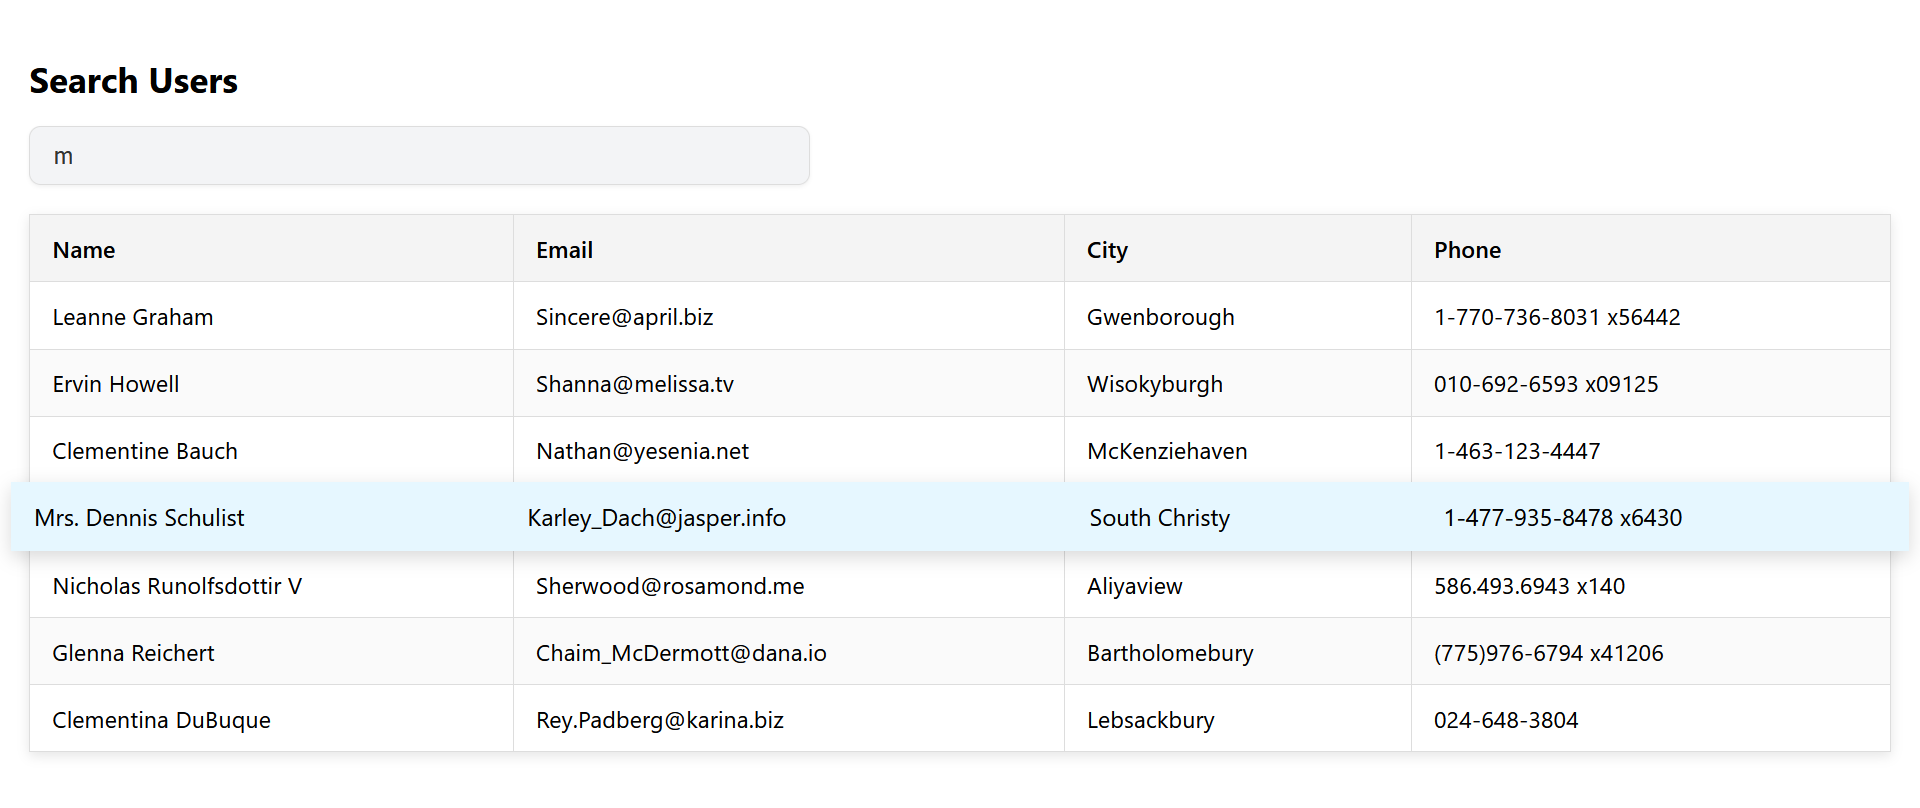 Search Users
m
Name Email City Phone
Leanne Graham Sincere@april.biz Gwenborough 1-770-736-8031 x56442
Ervin Howell Shanna@melissa.tv Wisokyburgh 010-692-6593 x09125
Clementine Bauch Nathan@yesenia.net McKenziehaven 1-463-123-4447
Mrs. Dennis Schulist Karley_Dach@jasper.info South Christy 1-477-935-8478 x6430
Nicholas Runolfsdottir V Sherwood@rosamond.me Aliyaview 586.493.6943 x140
Glenna Reichert Chaim_McDermott@dana.io Bartholomebury (775)976-6794 x41206
Clementina DuBuque Rey.Padberg@karina.biz Lebsackbury 024-648-3804